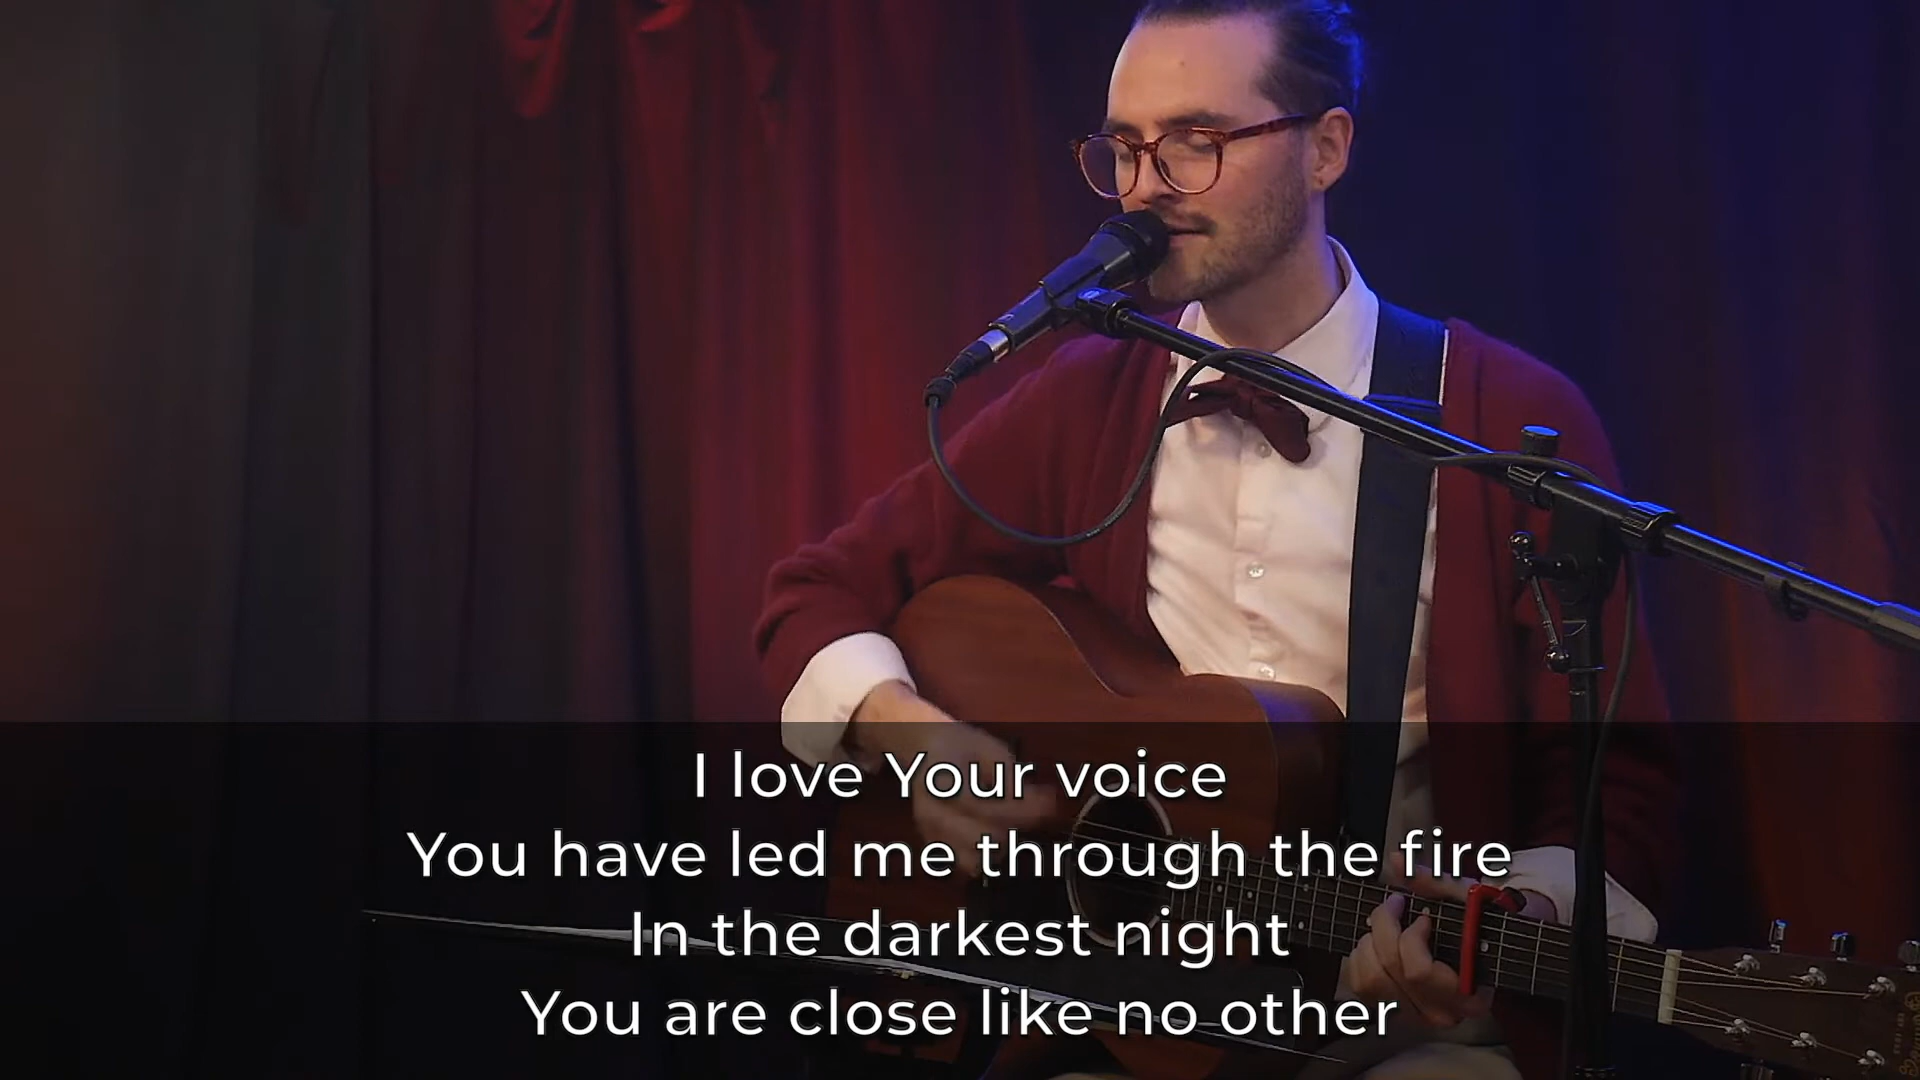 I love Your voice
You have led me through the fire
In the darkest night
You are close like no other